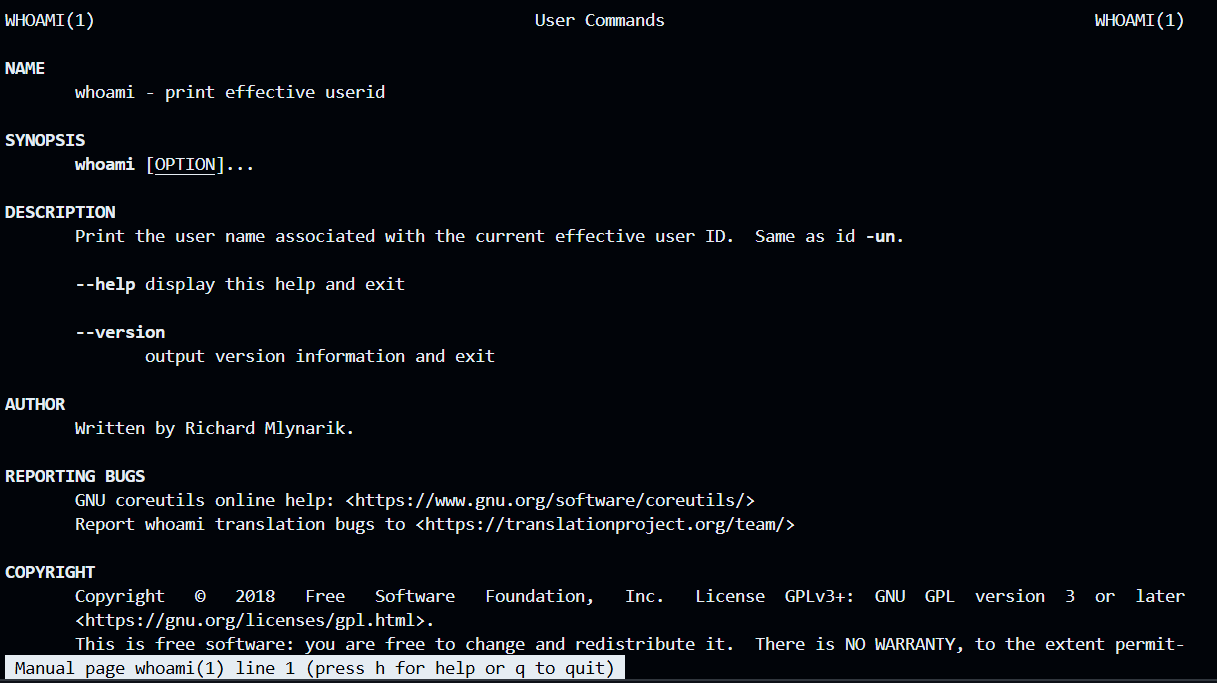 WHOAMI(1) User Commands WHOAMI(1)
NAME
whoami - print effective userid
SYNOPSIS
whoami [OPTION]...
DESCRIPTION
Print the user name associated with the current effective user ID. Same as id -un.
--help display this help and exit
--version
output version information and exit
AUTHOR
Written by Richard Mlynarik.
REPORTING BUGS
GNU coreutils online help: <https://www.gnu.org/software/coreutils/>
Report whoami translation bugs to <https://translationproject.org/team/>
COPYRIGHT
Copyright © 2018 Free Software Foundation, Inc. License GPLv3+: GNU GPL version 3 or later
<https://gnu.org/licenses/gpl.html>.
This is free software: you are free to change and redistribute it. There is NO WARRANTY, to the extent permit-
Manual page whoami(1) line 1 (press h for help or q to quit)